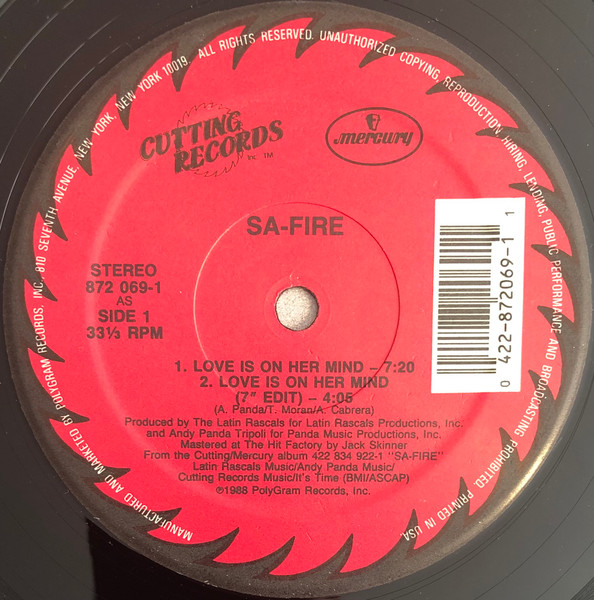 MANUFACTURED AND MARKETED BY POLYGRAM RECORDS, INC., 810 SEVENTH AVENUE, NEW YORK, NEW YORK 10019. ALL RIGHTS RESERVED. UNAUTHORIZED COPYING, REPRODUCTION, HIRING, LENDING, PUBLIC PERFORMANCE AND BROADCASTING PROHIBITED. PRINTED IN USA.
CUTTING
RECORDS
INC. TM
mercury
SA-FIRE
STEREO
872 069-1
AS
SIDE 1
33⅓ RPM
0 422-872069-1 1
1. LOVE IS ON HER MIND – 7:20
2. LOVE IS ON HER MIND
(7" EDIT) – 4:05
(A. Panda/T. Moran/A. Cabrera)
Produced by The Latin Rascals for Latin Rascals Productions, Inc.
and Andy Panda Tripoli for Panda Music Productions, Inc.
Mastered at The Hit Factory by Jack Skinner
From the Cutting/Mercury album 422 834 922-1 "SA-FIRE"
Latin Rascals Music/Andy Panda Music/
Cutting Records Music/It's Time (BMI/ASCAP)
℗1988 PolyGram Records, Inc.